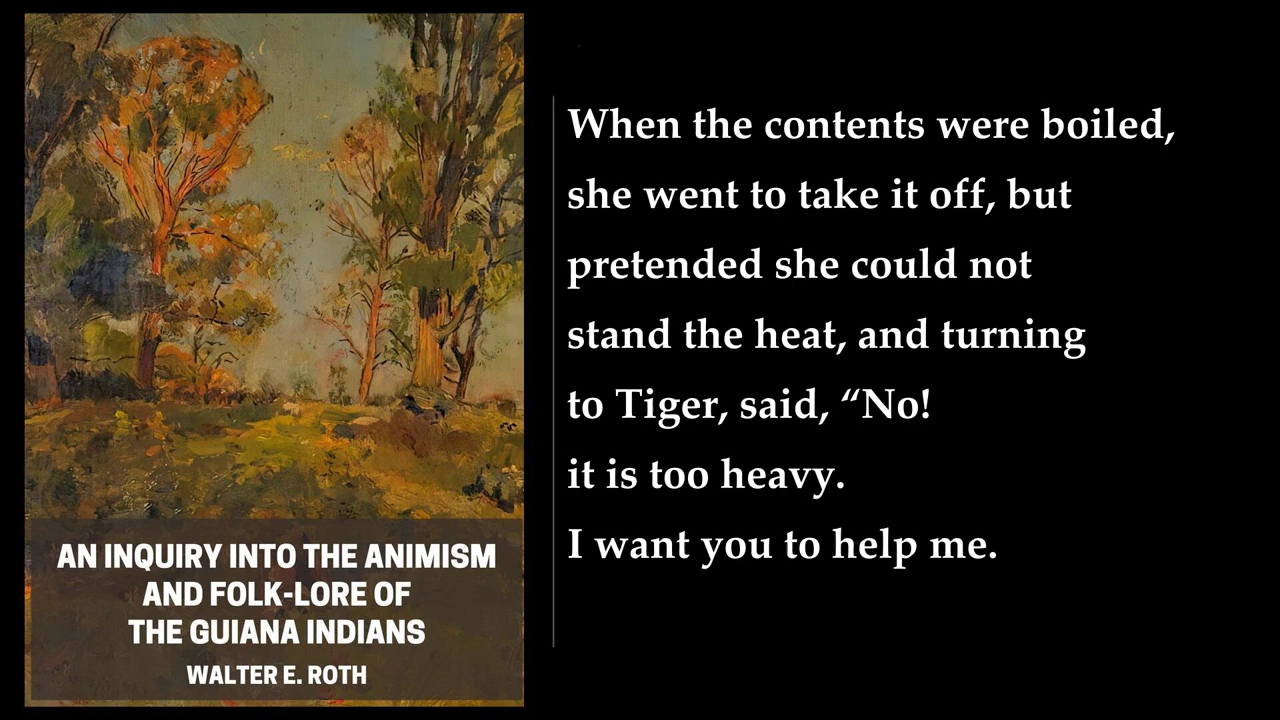 AN INQUIRY INTO THE ANIMISM
AND FOLK-LORE OF
THE GUIANA INDIANS
WALTER E. ROTH
When the contents were boiled,
she went to take it off, but
pretended she could not
stand the heat, and turning
to Tiger, said, “No!
it is too heavy.
I want you to help me.